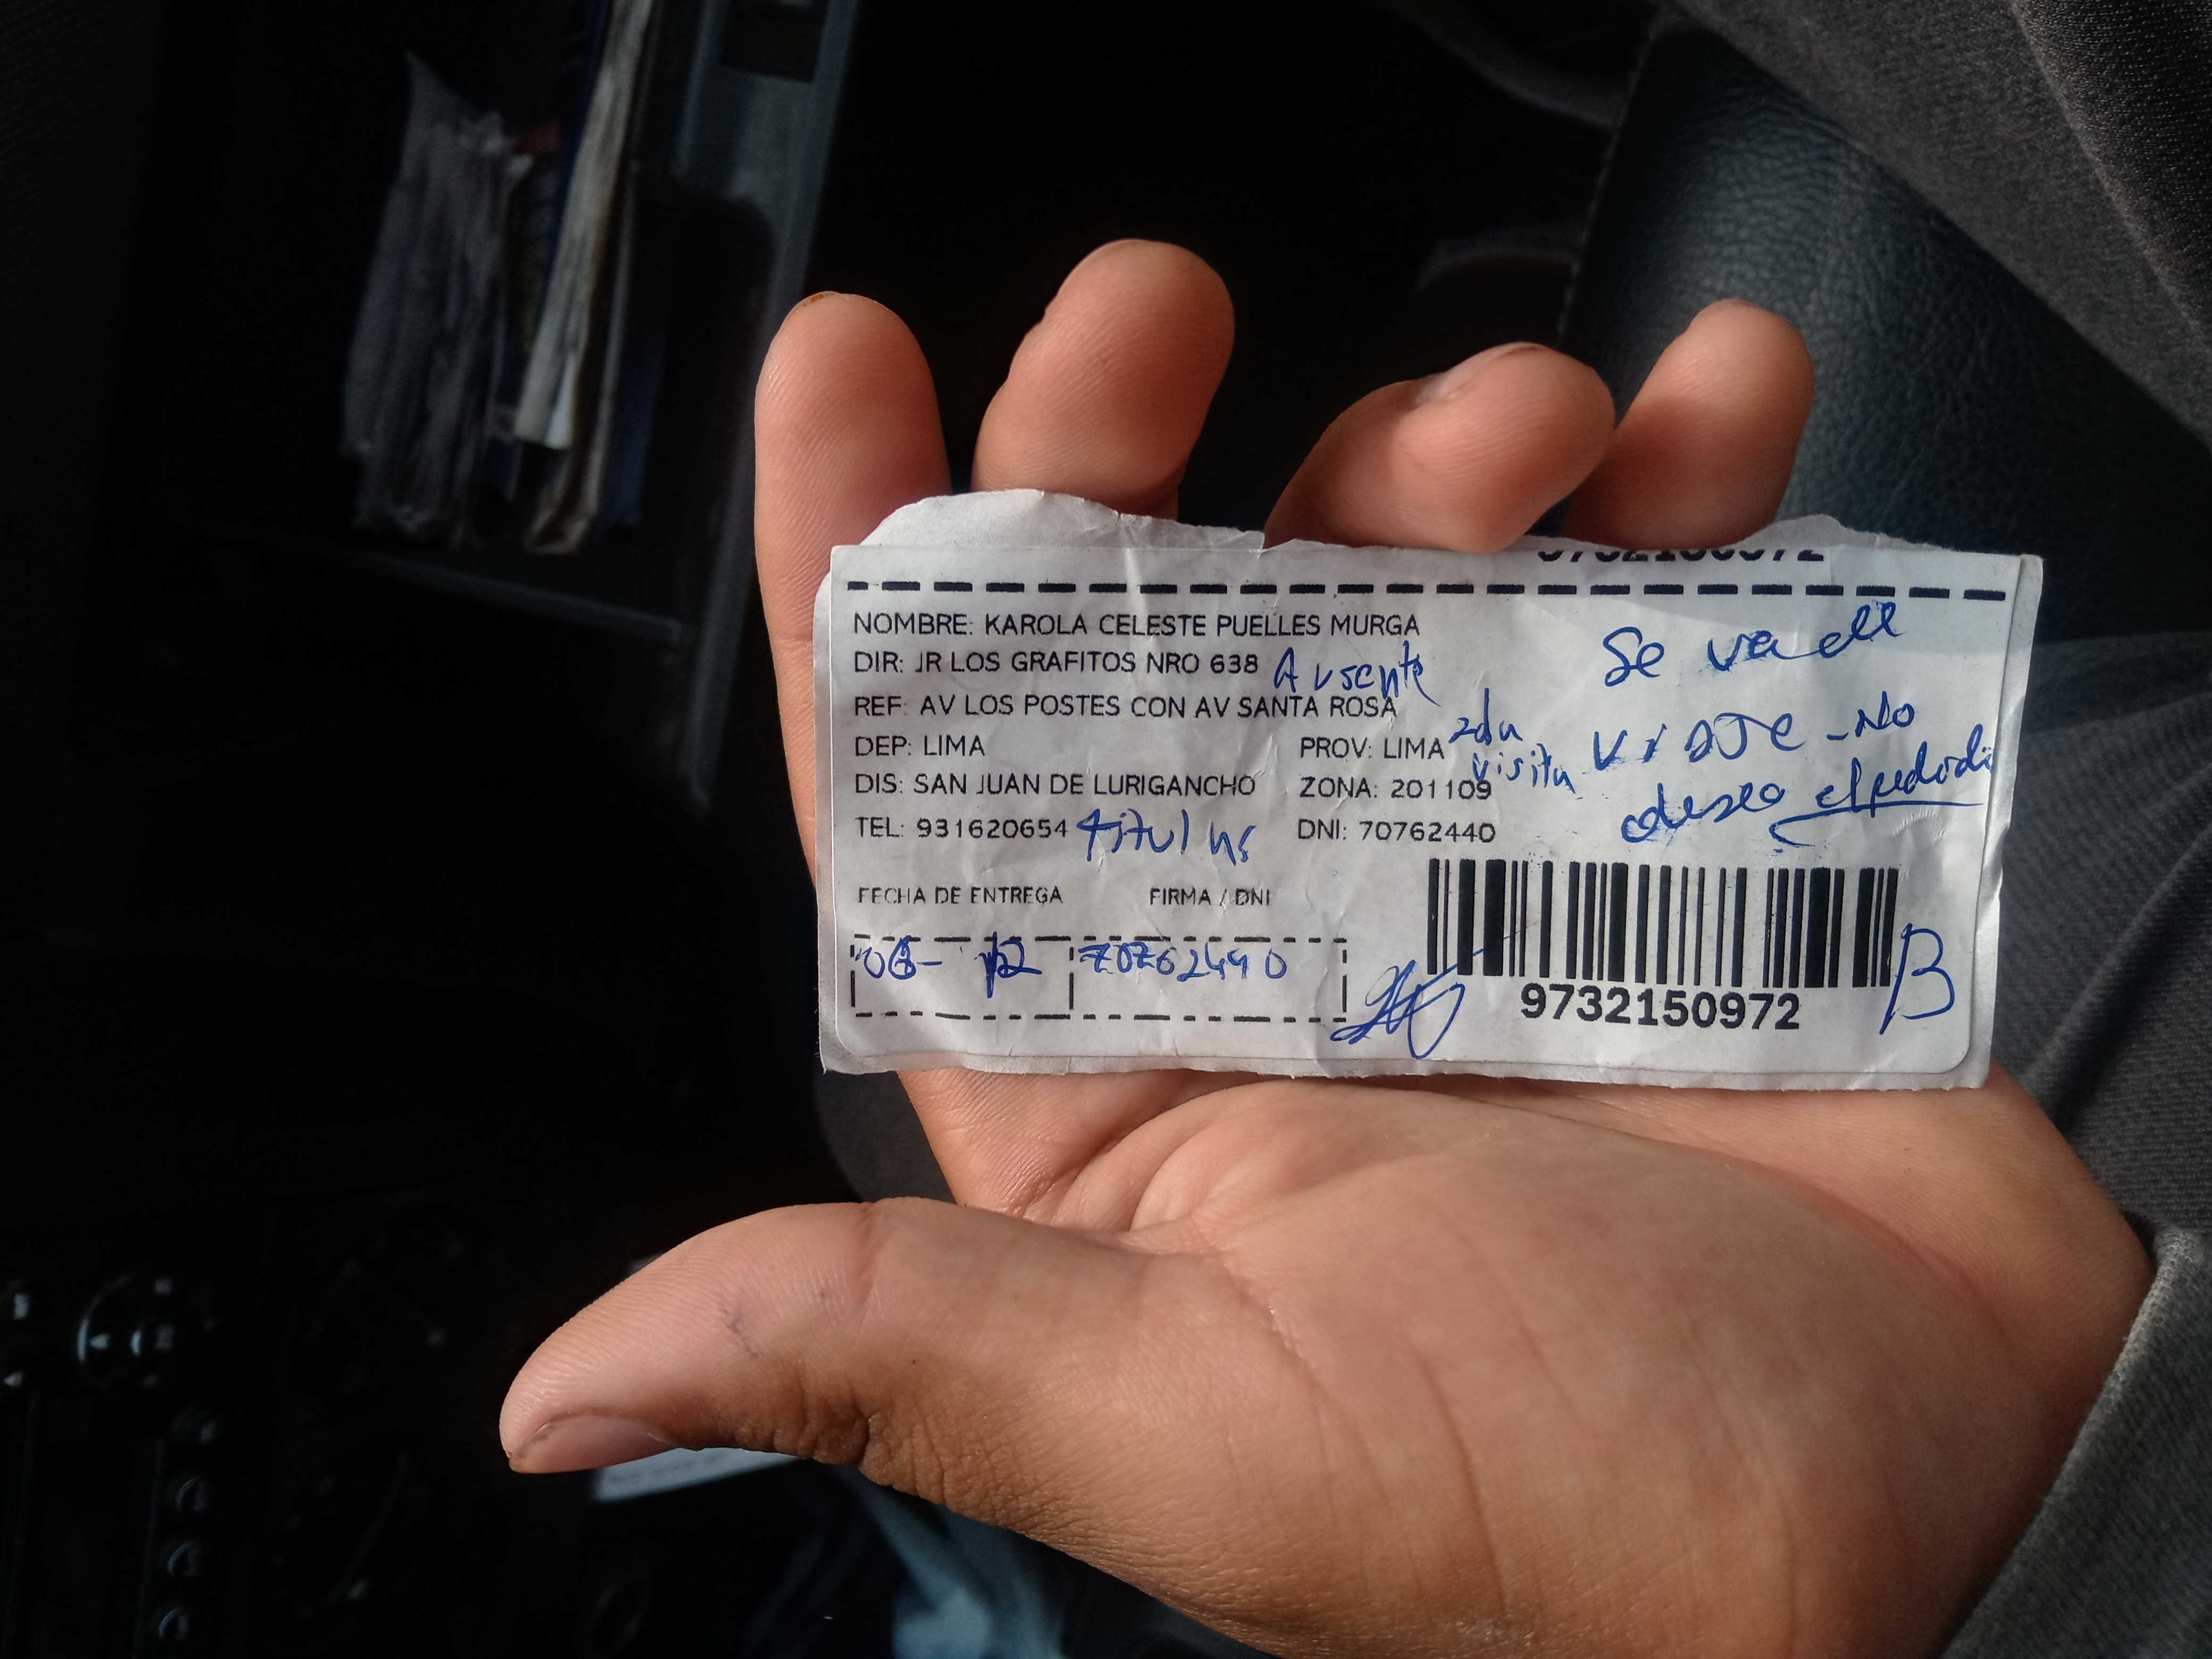 9732150972
NOMBRE: KAROLA CELESTE PUELLES MURGA
DIR: JR LOS GRAFITOS NRO 638 Ausente
REF: AV LOS POSTES CON AV SANTA ROSA
DEP: LIMA PROV: LIMA 2da
DIS: SAN JUAN DE LURIGANCHO ZONA: 201109 visita
TEL: 931620654 titular DNI: 70762440
Se va de
viaje - No
deseo el pedido
FECHA DE ENTREGA FIRMA / DNI
12 70762440
9732150972
B